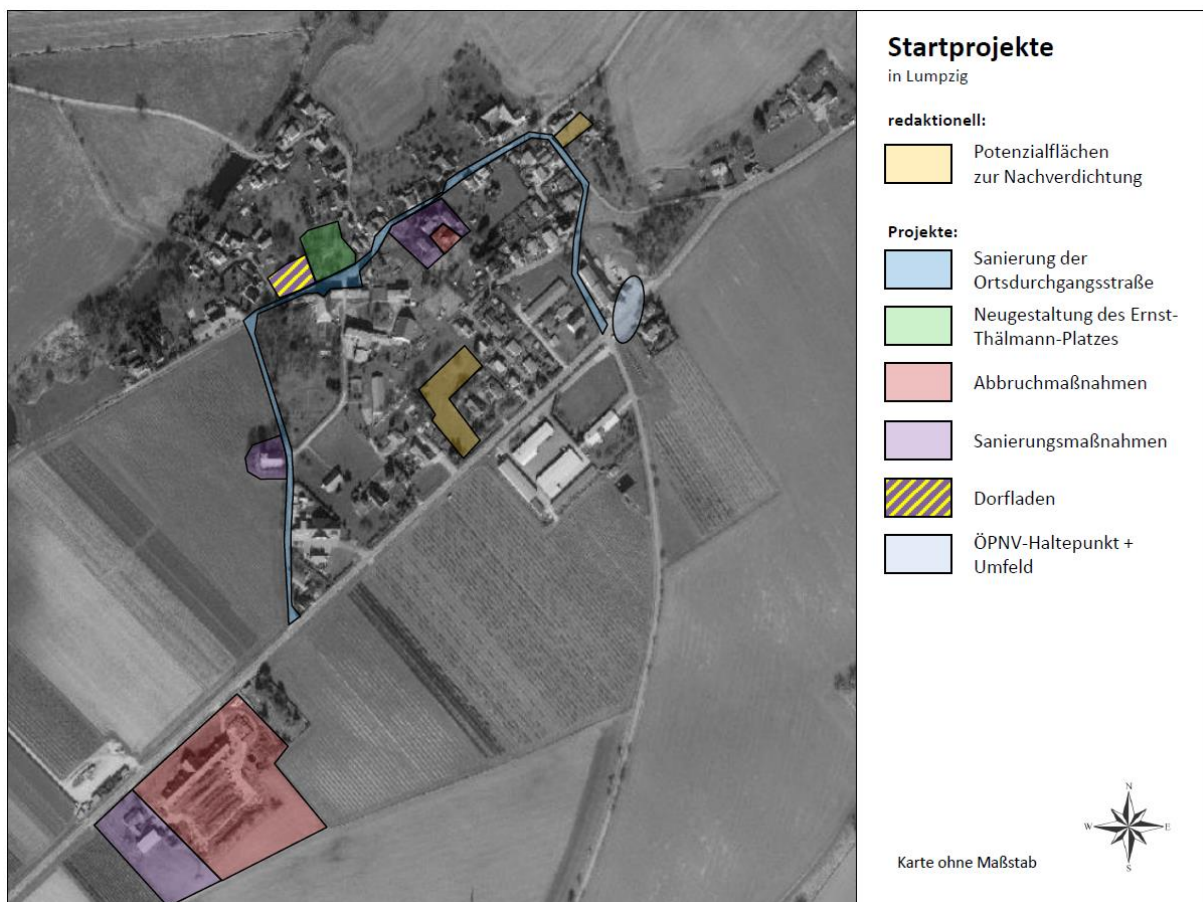 Startprojekte
in Lumpzig
redaktionell:
Potenzialflächen
zur Nachverdichtung
Projekte:
Sanierung der
Ortsdurchgangsstraße
Neugestaltung des Ernst-
Thälmann-Platzes
Abbruchmaßnahmen
Sanierungsmaßnahmen
Dorfladen
ÖPNV-Haltepunkt +
Umfeld
N
W E
S
Karte ohne Maßstab